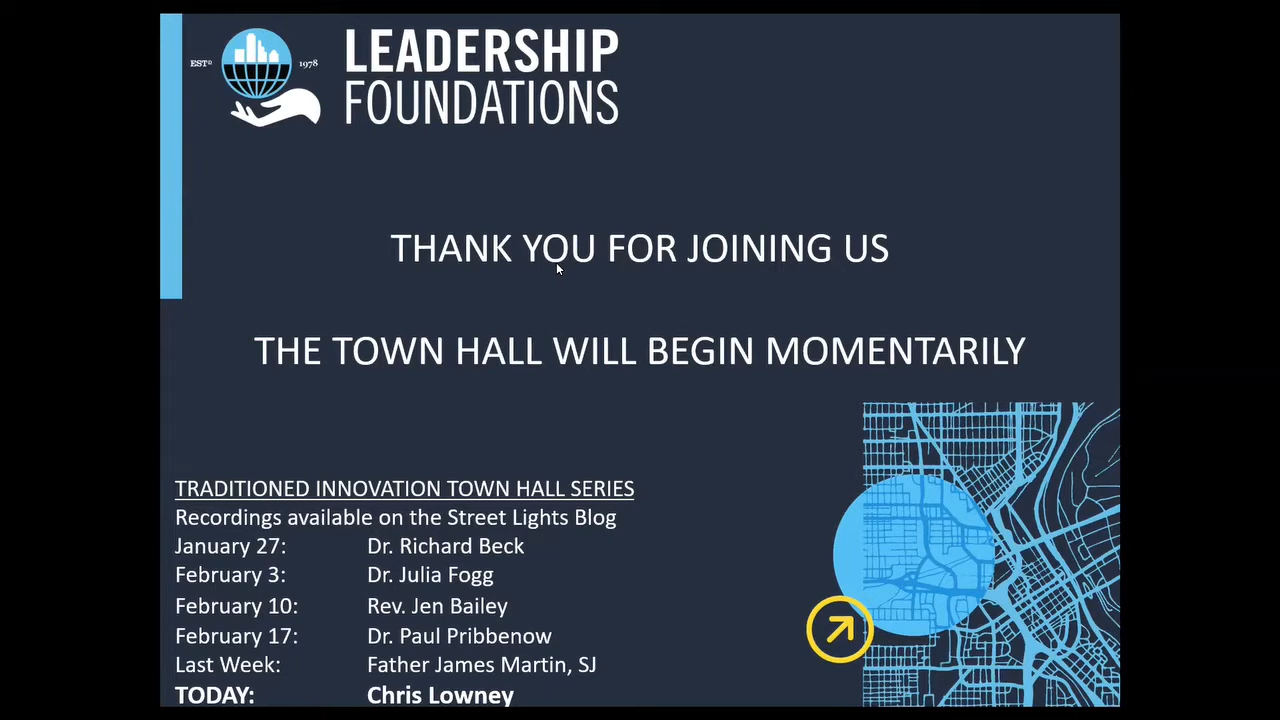 ESTD 1978
LEADERSHIP
FOUNDATIONS
THANK YOU FOR JOINING US
THE TOWN HALL WILL BEGIN MOMENTARILY
TRADITIONED INNOVATION TOWN HALL SERIES
Recordings available on the Street Lights Blog
January 27: Dr. Richard Beck
February 3: Dr. Julia Fogg
February 10: Rev. Jen Bailey
February 17: Dr. Paul Pribbenow
Last Week: Father James Martin, SJ
TODAY: Chris Lowney